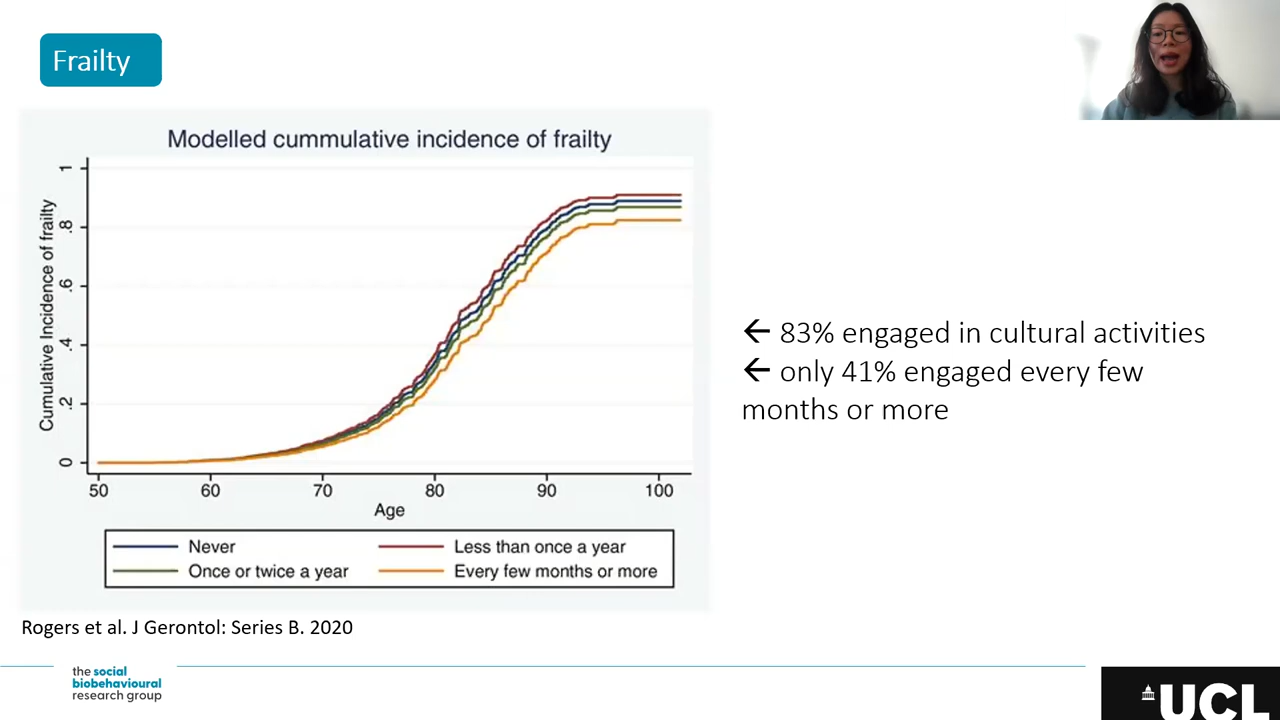 Frailty
Modelled cummulative incidence of frailty
Cumulative Incidence of frailty
1
.8
.6
.4
.2
0
50 60 70 80 90 100
Age
Never Less than once a year
Once or twice a year Every few months or more
← 83% engaged in cultural activities
← only 41% engaged every few
months or more
Rogers et al. J Gerontol: Series B. 2020
the social
biobehavioural
research group
UCL